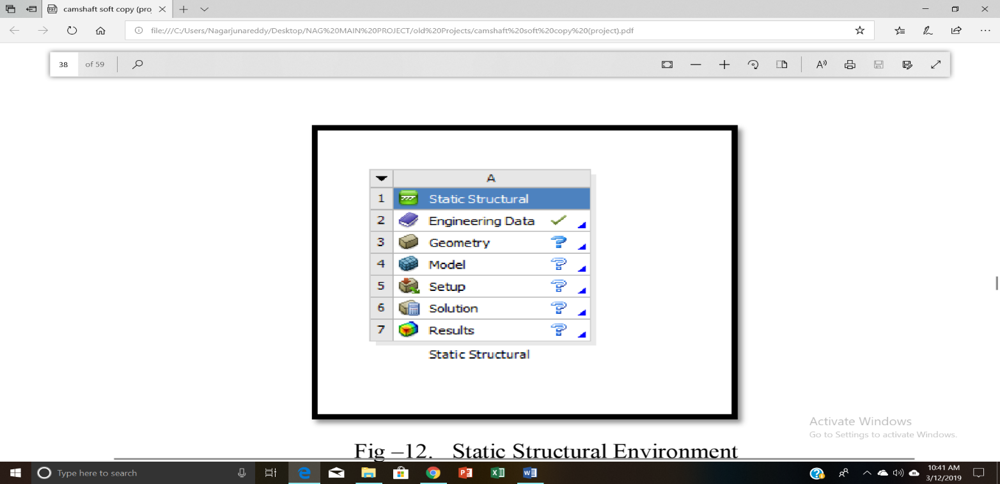 camshaft soft copy (pro
file:///C:/Users/Nagarjunareddy/Desktop/NAG%20MAIN%20PROJECT/old%20Projects/camshaft%20soft%20copy%20(project).pdf
38 of 59
A
1 Static Structural
2 Engineering Data
3 Geometry
4 Model
5 Setup
6 Solution
7 Results
Static Structural
Activate Windows
Go to Settings to activate Windows.
Fig –12. Static Structural Environment
Type here to search
10:41 AM
3/12/2019